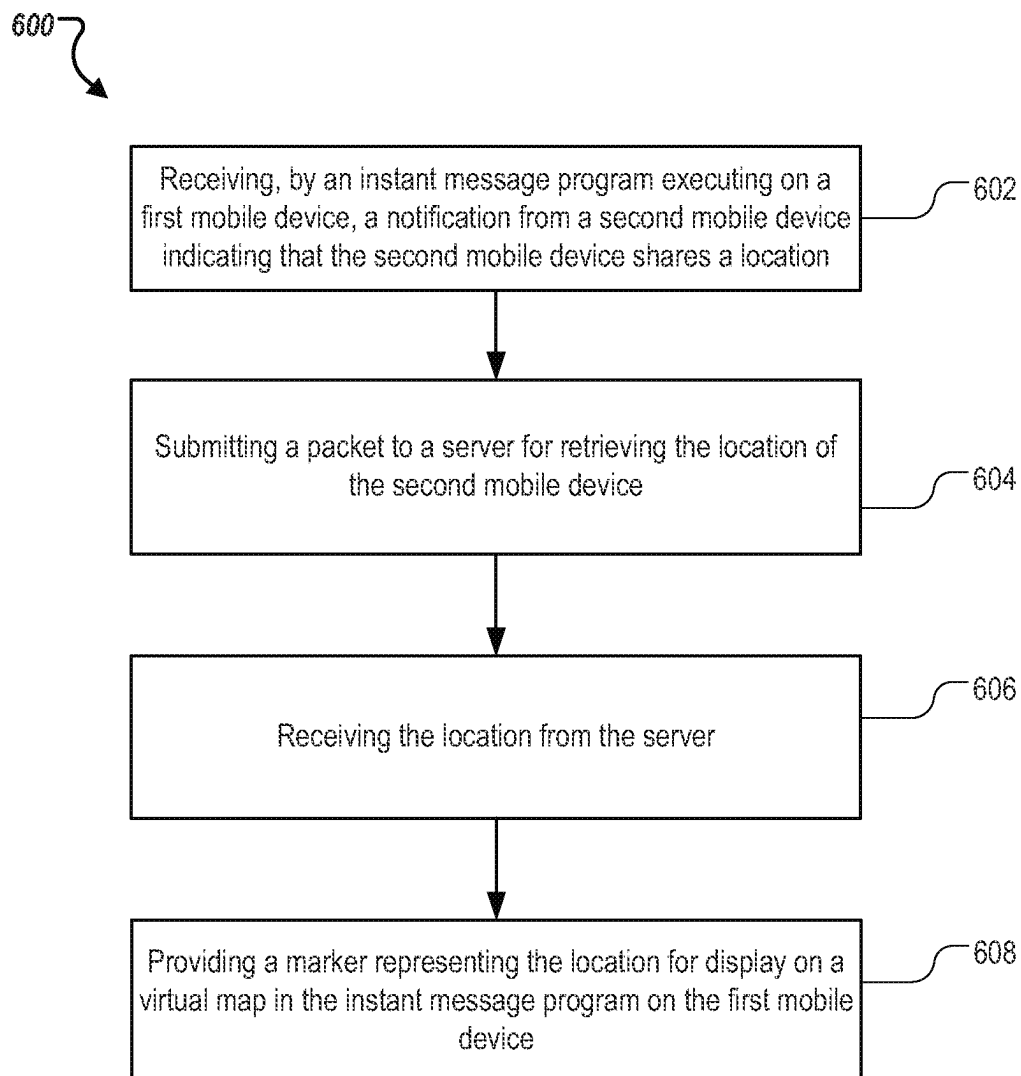 600
Receiving, by an instant message program executing on a
first mobile device, a notification from a second mobile device
indicating that the second mobile device shares a location
602
Submitting a packet to a server for retrieving the location of
the second mobile device
604
606
Receiving the location from the server
Providing a marker representing the location for display on a
virtual map in the instant message program on the first mobile
device
608